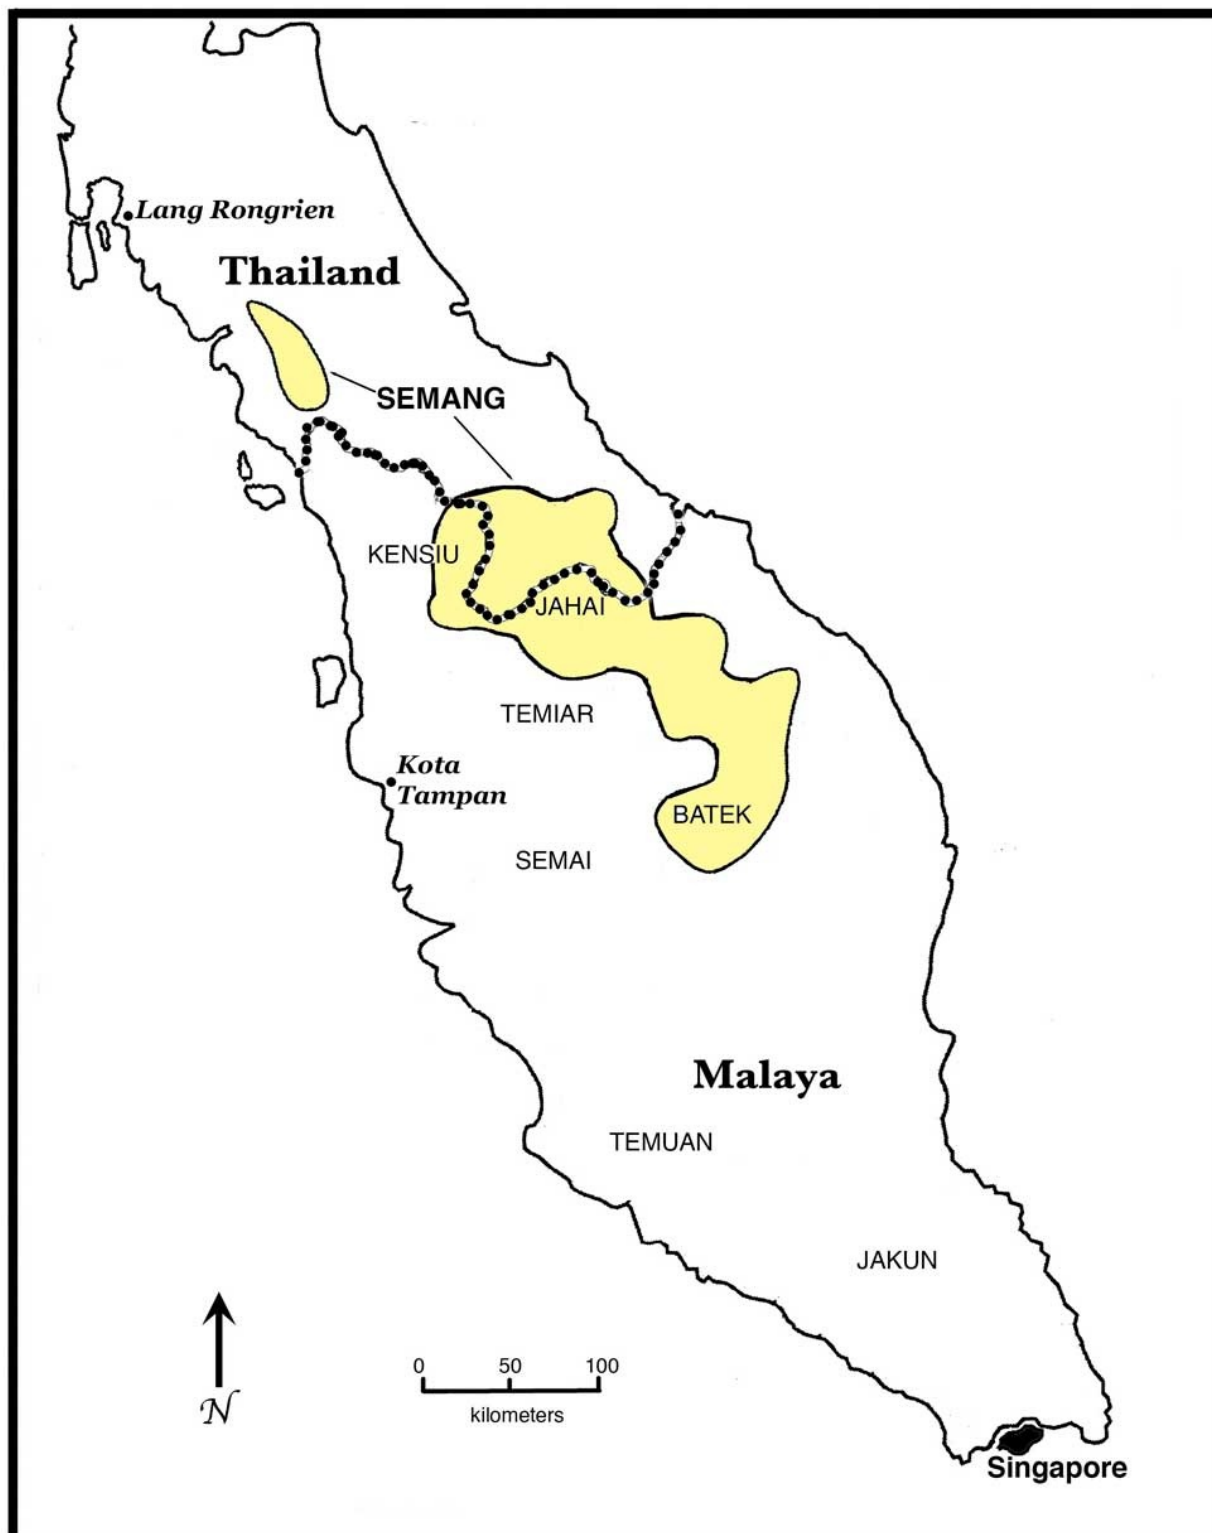 Lang Rongrien
Thailand
SEMANG
KENSIU
JAHAI
TEMIAR
Kota
Tampan
BATEK
SEMAI
Malaya
TEMUAN
JAKUN
N
0 50 100
kilometers
Singapore